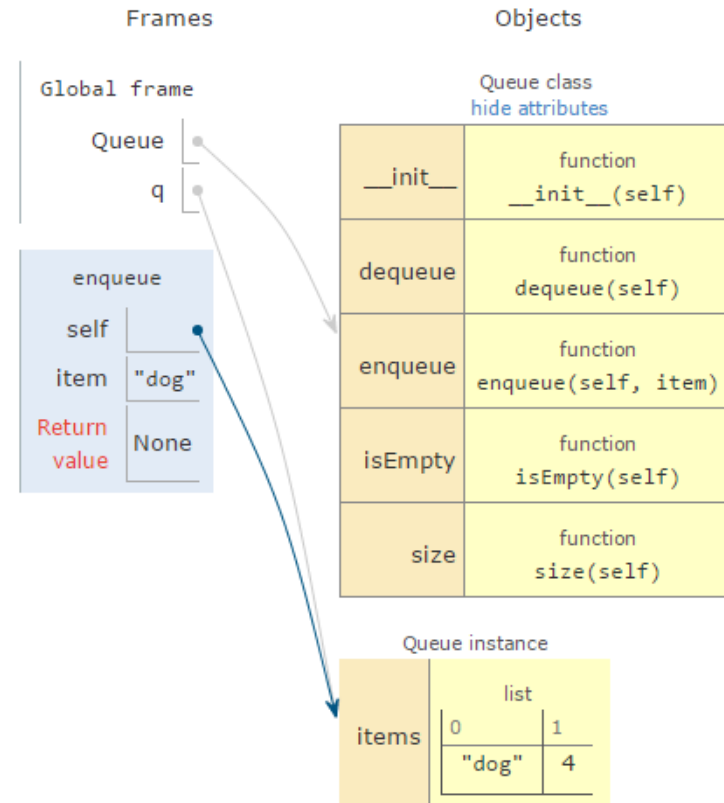 Frames
Objects
Global frame
Queue
q
enqueue
self
item "dog"
Return
value
None
Queue class
hide attributes
__init__
function
__init__(self)
dequeue
function
dequeue(self)
enqueue
function
enqueue(self, item)
isEmpty
function
isEmpty(self)
size
function
size(self)
Queue instance
items
list
0 1
"dog" 4